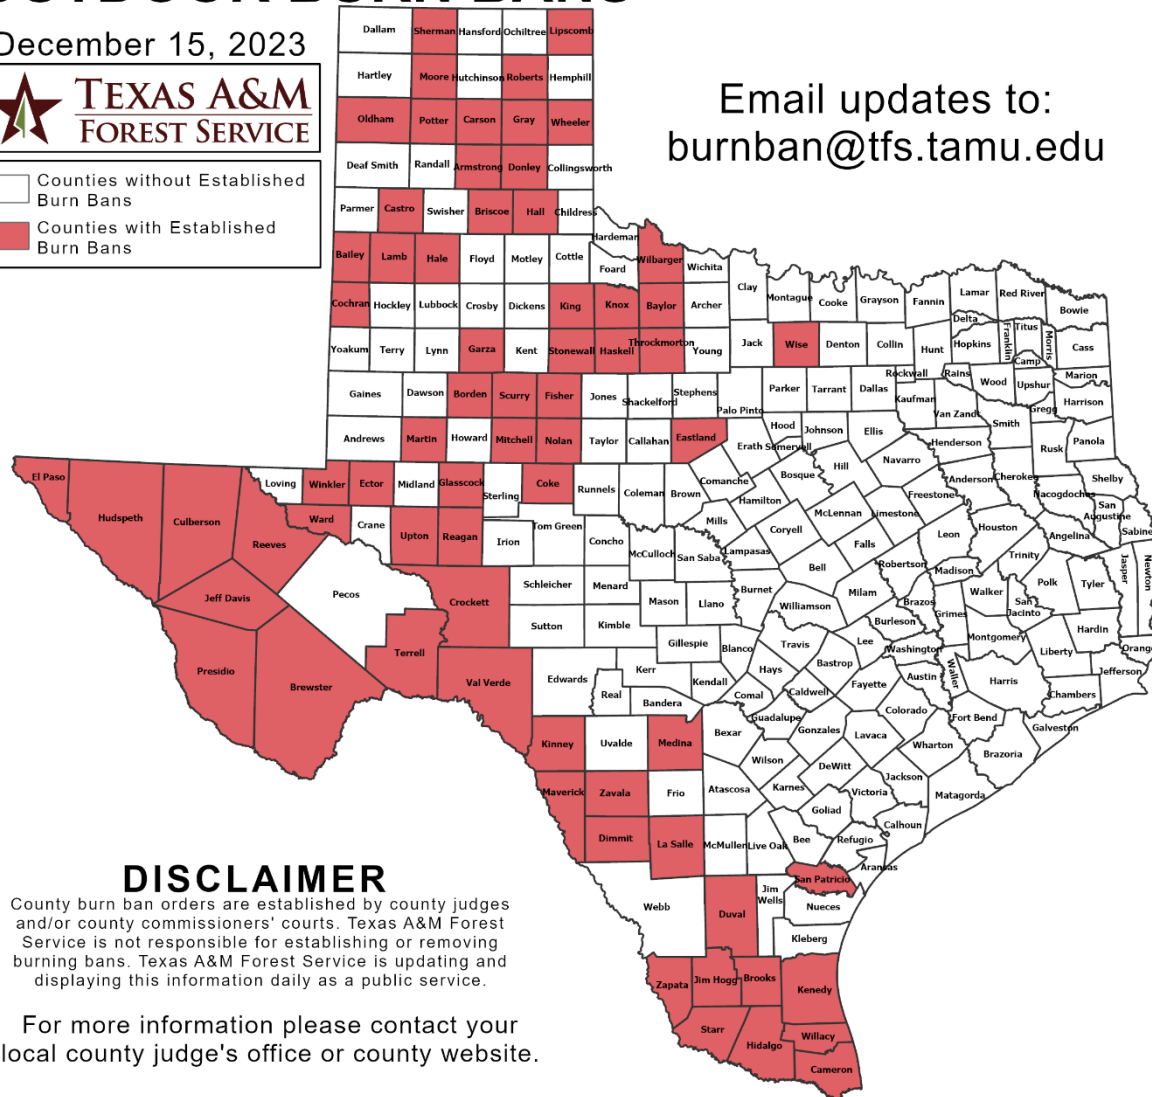 OUTDOOR BURN BANS
December 15, 2023
TEXAS A&M
FOREST SERVICE
Counties without Established
Burn Bans
Counties with Established
Burn Bans
Email updates to:
burnban@tfs.tamu.edu
Dallam
Sherman
Hansford
Ochiltree
Lipscomb
Hartley
Moore
Hutchinson
Roberts
Hemphill
Oldham
Potter
Carson
Gray
Wheeler
Deaf Smith
Randall
Armstrong
Donley
Collingsworth
Parmer
Castro
Swisher
Briscoe
Hall
Childress
Hardeman
Bailey
Lamb
Hale
Floyd
Motley
Cottle
Foard
Wilbarger
Wichita
Clay
Montague
Cooke
Grayson
Fannin
Lamar
Red River
Bowie
Cochran
Hockley
Lubbock
Crosby
Dickens
King
Knox
Baylor
Archer
Delta
Franklin
Titus
Morris
Cass
Camp
Yoakum
Terry
Lynn
Garza
Kent
Stonewall
Haskell
Throckmorton
Young
Jack
Wise
Denton
Collin
Hunt
Hopkins
Rockwall
Rains
Wood
Upshur
Marion
Harrison
Gregg
Gaines
Dawson
Borden
Scurry
Fisher
Jones
Shackelford
Stephens
Palo Pinto
Parker
Tarrant
Dallas
Kaufman
Van Zandt
Smith
Rusk
Panola
Andrews
Martin
Howard
Mitchell
Nolan
Taylor
Callahan
Eastland
Erath
Hood
Somervell
Johnson
Ellis
Henderson
Navarro
Hill
Bosque
Anderson
Cherokee
Shelby
Nacogdoches
San
Augustine
Sabine
El Paso
Hudspeth
Culberson
Reeves
Loving
Winkler
Ector
Midland
Glasscock
Sterling
Coke
Runnels
Coleman
Brown
Comanche
Hamilton
McLennan
Limestone
Freestone
Ward
Crane
Upton
Reagan
Irion
Tom Green
Concho
McCulloch
San Saba
Mills
Lampasas
Coryell
Bell
Falls
Robertson
Leon
Houston
Angelina
Trinity
Madison
Polk
Tyler
Jasper
Newton
Jeff Davis
Pecos
Crockett
Schleicher
Menard
Mason
Llano
Burnet
Williamson
Milam
Brazos
Burleson
Grimes
Walker
San
Jacinto
Hardin
Sutton
Kimble
Gillespie
Blanco
Travis
Lee
Washington
Montgomery
Liberty
Orange
Jefferson
Presidio
Brewster
Terrell
Val Verde
Edwards
Real
Kerr
Bandera
Kendall
Hays
Comal
Bastrop
Caldwell
Fayette
Austin
Waller
Harris
Chambers
Galveston
Kinney
Uvalde
Medina
Bexar
Guadalupe
Gonzales
Lavaca
Colorado
Fort Bend
Wharton
Brazoria
Wilson
DeWitt
Jackson
Matagorda
Maverick
Zavala
Frio
Atascosa
Karnes
Victoria
Goliad
Calhoun
Dimmit
La Salle
McMullen
Live Oak
Bee
Refugio
Aransas
San Patricio
Webb
Duval
Jim
Wells
Nueces
Kleberg
Zapata
Jim Hogg
Brooks
Kenedy
Starr
Hidalgo
Willacy
Cameron
DISCLAIMER
County burn ban orders are established by county judges
and/or county commissioners' courts. Texas A&M Forest
Service is not responsible for establishing or removing
burning bans. Texas A&M Forest Service is updating and
displaying this information daily as a public service.
For more information please contact your
local county judge's office or county website.